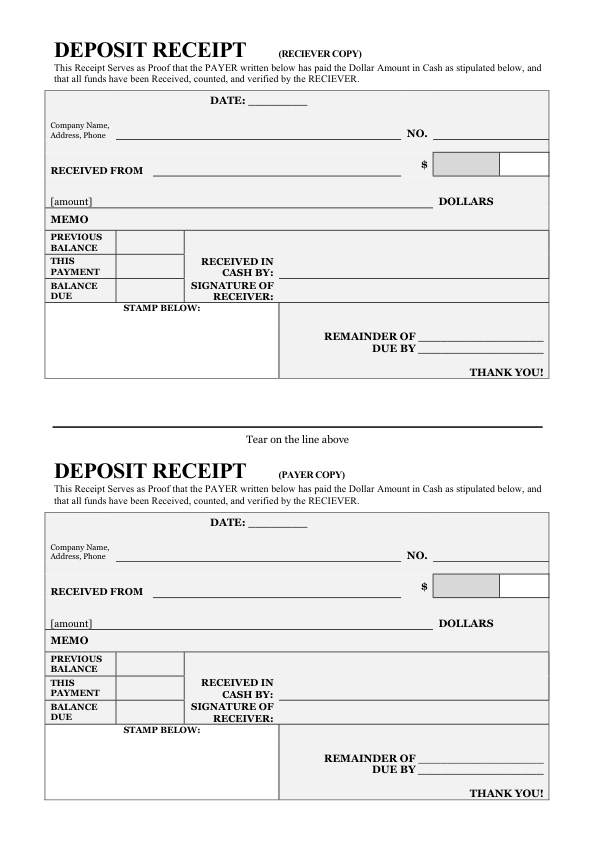 DEPOSIT RECEIPT (RECIEVER COPY)
This Receipt Serves as Proof that the PAYER written below has paid the Dollar Amount in Cash as stipulated below, and
that all funds have been Received, counted, and verified by the RECIEVER.
DATE: __________
Company Name,
Address, Phone
NO.
RECEIVED FROM
$
[amount]
DOLLARS
MEMO
PREVIOUS
BALANCE
THIS
PAYMENT
RECEIVED IN
CASH BY:
BALANCE
DUE
SIGNATURE OF
RECEIVER:
STAMP BELOW:
REMAINDER OF _____________________
DUE BY _____________________
THANK YOU!
Tear on the line above
DEPOSIT RECEIPT (PAYER COPY)
This Receipt Serves as Proof that the PAYER written below has paid the Dollar Amount in Cash as stipulated below, and
that all funds have been Received, counted, and verified by the RECIEVER.
DATE: __________
Company Name,
Address, Phone
NO.
RECEIVED FROM
$
[amount]
DOLLARS
MEMO
PREVIOUS
BALANCE
THIS
PAYMENT
RECEIVED IN
CASH BY:
BALANCE
DUE
SIGNATURE OF
RECEIVER:
STAMP BELOW:
REMAINDER OF _____________________
DUE BY _____________________
THANK YOU!